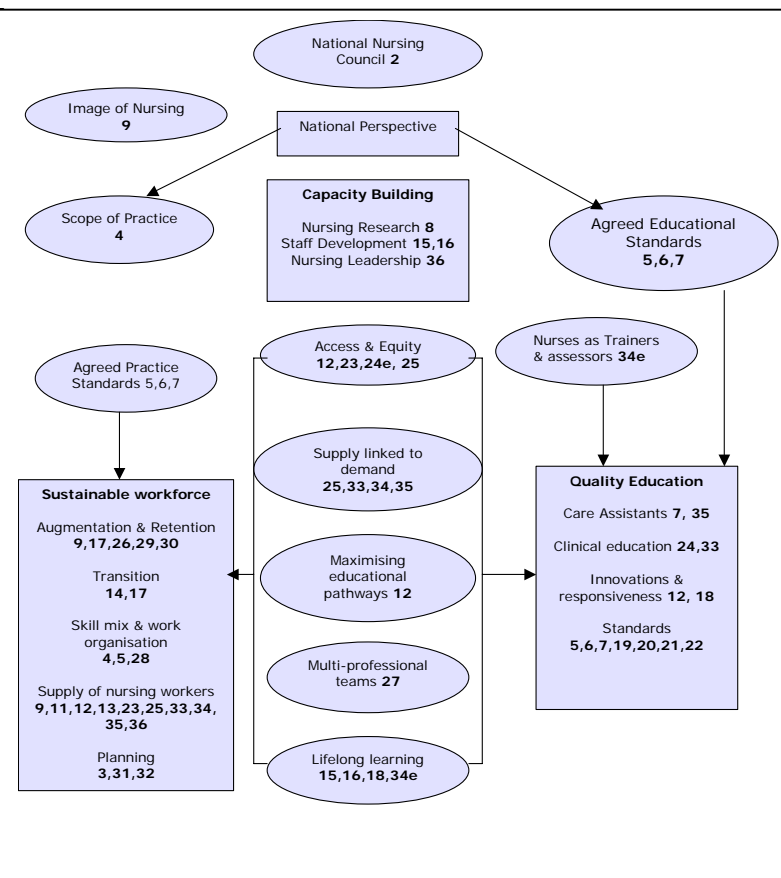 National Nursing
Council 2
Image of Nursing
9
National Perspective
Scope of Practice
4
Capacity Building
Nursing Research 8
Staff Development 15,16
Nursing Leadership 36
Agreed Educational
Standards
5,6,7
Agreed Practice
Standards 5,6,7
Access & Equity
12,23,24e, 25
Nurses as Trainers
& assessors 34e
Supply linked to
demand
25,33,34,35
Maximising
educational
pathways 12
Multi-professional
teams 27
Lifelong learning
15,16,18,34e
Sustainable workforce
Augmentation & Retention
9,17,26,29,30
Transition
14,17
Skill mix & work
organisation
4,5,28
Supply of nursing workers
9,11,12,13,23,25,33,34,
35,36
Planning
3,31,32
Quality Education
Care Assistants 7, 35
Clinical education 24,33
Innovations &
responsiveness 12, 18
Standards
5,6,7,19,20,21,22